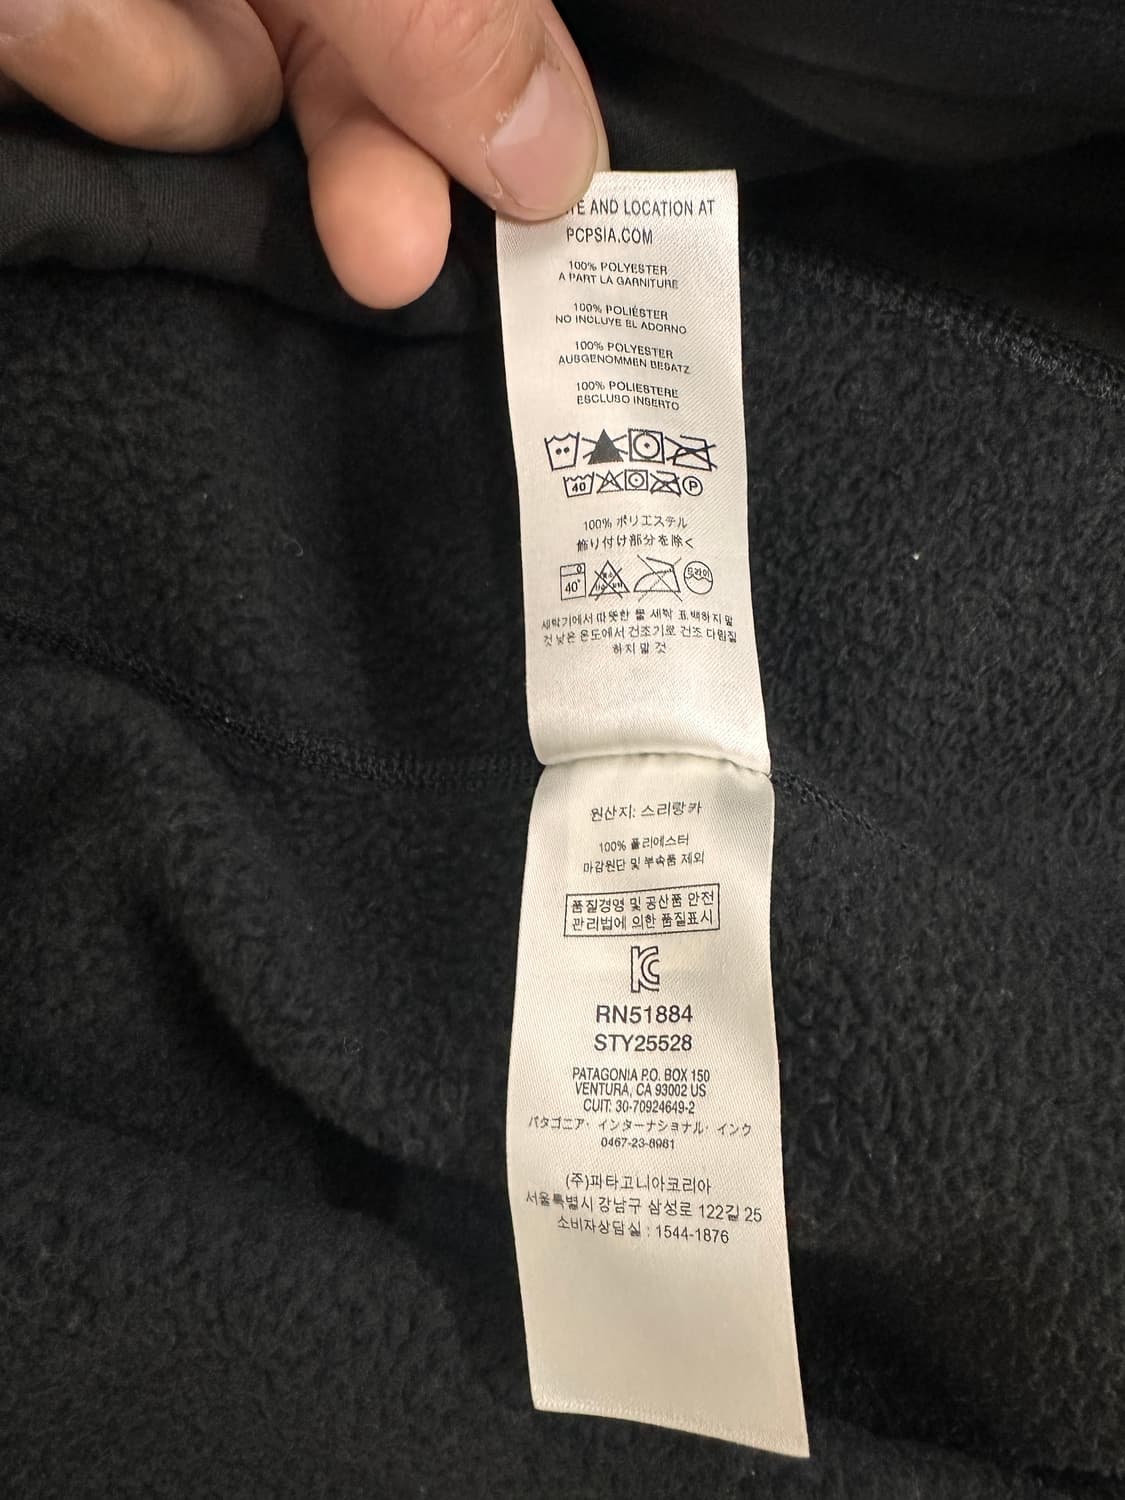 AND LOCATION AT
PCPSIA.COM
100% POLYESTER
A PART LA GARNITURE
100% POLIÉSTER
NO INCLUYE EL ADORNO
100% POLYESTER
AUSGENOMMEN BESATZ
100% POLIESTERE
ESCLUSO INSERTO
40
P
100% ポリエステル
飾り付け部分を除く
40°
드라이
세탁기에서 따뜻한 물 세탁 표백하지 말
것 낮은 온도에서 건조기로 건조 다림질
하지 말 것
원산지: 스리랑카
100% 폴리에스터
마감원단 및 부속품 제외
품질경영 및 공산품 안전
관리법에 의한 품질표시
KC
RN51884
STY25528
PATAGONIA P.O. BOX 150
VENTURA, CA 93002 US
CUIT: 30-70924649-2
パタゴニア・インターナショナル・インク
0467-23-8961
(주)파타고니아코리아
서울특별시 강남구 삼성로 122길 25
소비자상담실 : 1544-1876